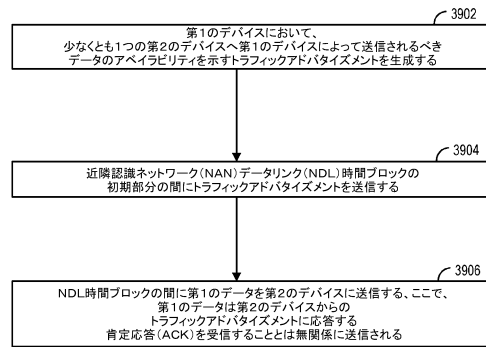 3902
第1のデバイスにおいて、
少なくとも1つの第2のデバイスへ第1のデバイスによって送信されるべき
データのアベイラビリティを示すトラフィックアドバタイズメントを生成する
3904
近隣認識ネットワーク(NAN)データリンク(NDL)時間ブロックの
初期部分の間にトラフィックアドバタイズメントを送信する
3906
NDL時間ブロックの間に第1のデータを第2のデバイスに送信する、ここで、
第1のデータは第2のデバイスからの
トラフィックアドバタイズメントに応答する
肯定応答(ACK)を受信することとは無関係に送信される